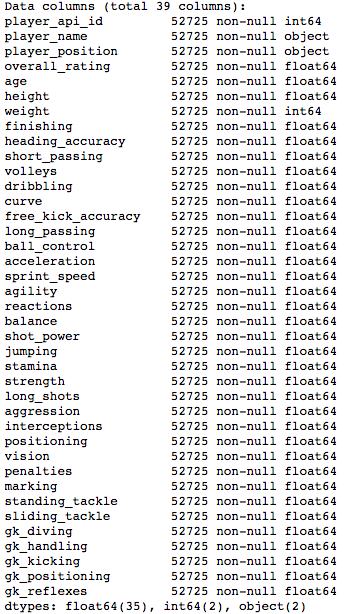 Data columns (total 39 columns):
player_api_id 52725 non-null int64
player_name 52725 non-null object
player_position 52725 non-null object
overall_rating 52725 non-null float64
age 52725 non-null float64
height 52725 non-null float64
weight 52725 non-null int64
finishing 52725 non-null float64
heading_accuracy 52725 non-null float64
short_passing 52725 non-null float64
volleys 52725 non-null float64
dribbling 52725 non-null float64
curve 52725 non-null float64
free_kick_accuracy 52725 non-null float64
long_passing 52725 non-null float64
ball_control 52725 non-null float64
acceleration 52725 non-null float64
sprint_speed 52725 non-null float64
agility 52725 non-null float64
reactions 52725 non-null float64
balance 52725 non-null float64
shot_power 52725 non-null float64
jumping 52725 non-null float64
stamina 52725 non-null float64
strength 52725 non-null float64
long_shots 52725 non-null float64
aggression 52725 non-null float64
interceptions 52725 non-null float64
positioning 52725 non-null float64
vision 52725 non-null float64
penalties 52725 non-null float64
marking 52725 non-null float64
standing_tackle 52725 non-null float64
sliding_tackle 52725 non-null float64
gk_diving 52725 non-null float64
gk_handling 52725 non-null float64
gk_kicking 52725 non-null float64
gk_positioning 52725 non-null float64
gk_reflexes 52725 non-null float64
dtypes: float64(35), int64(2), object(2)